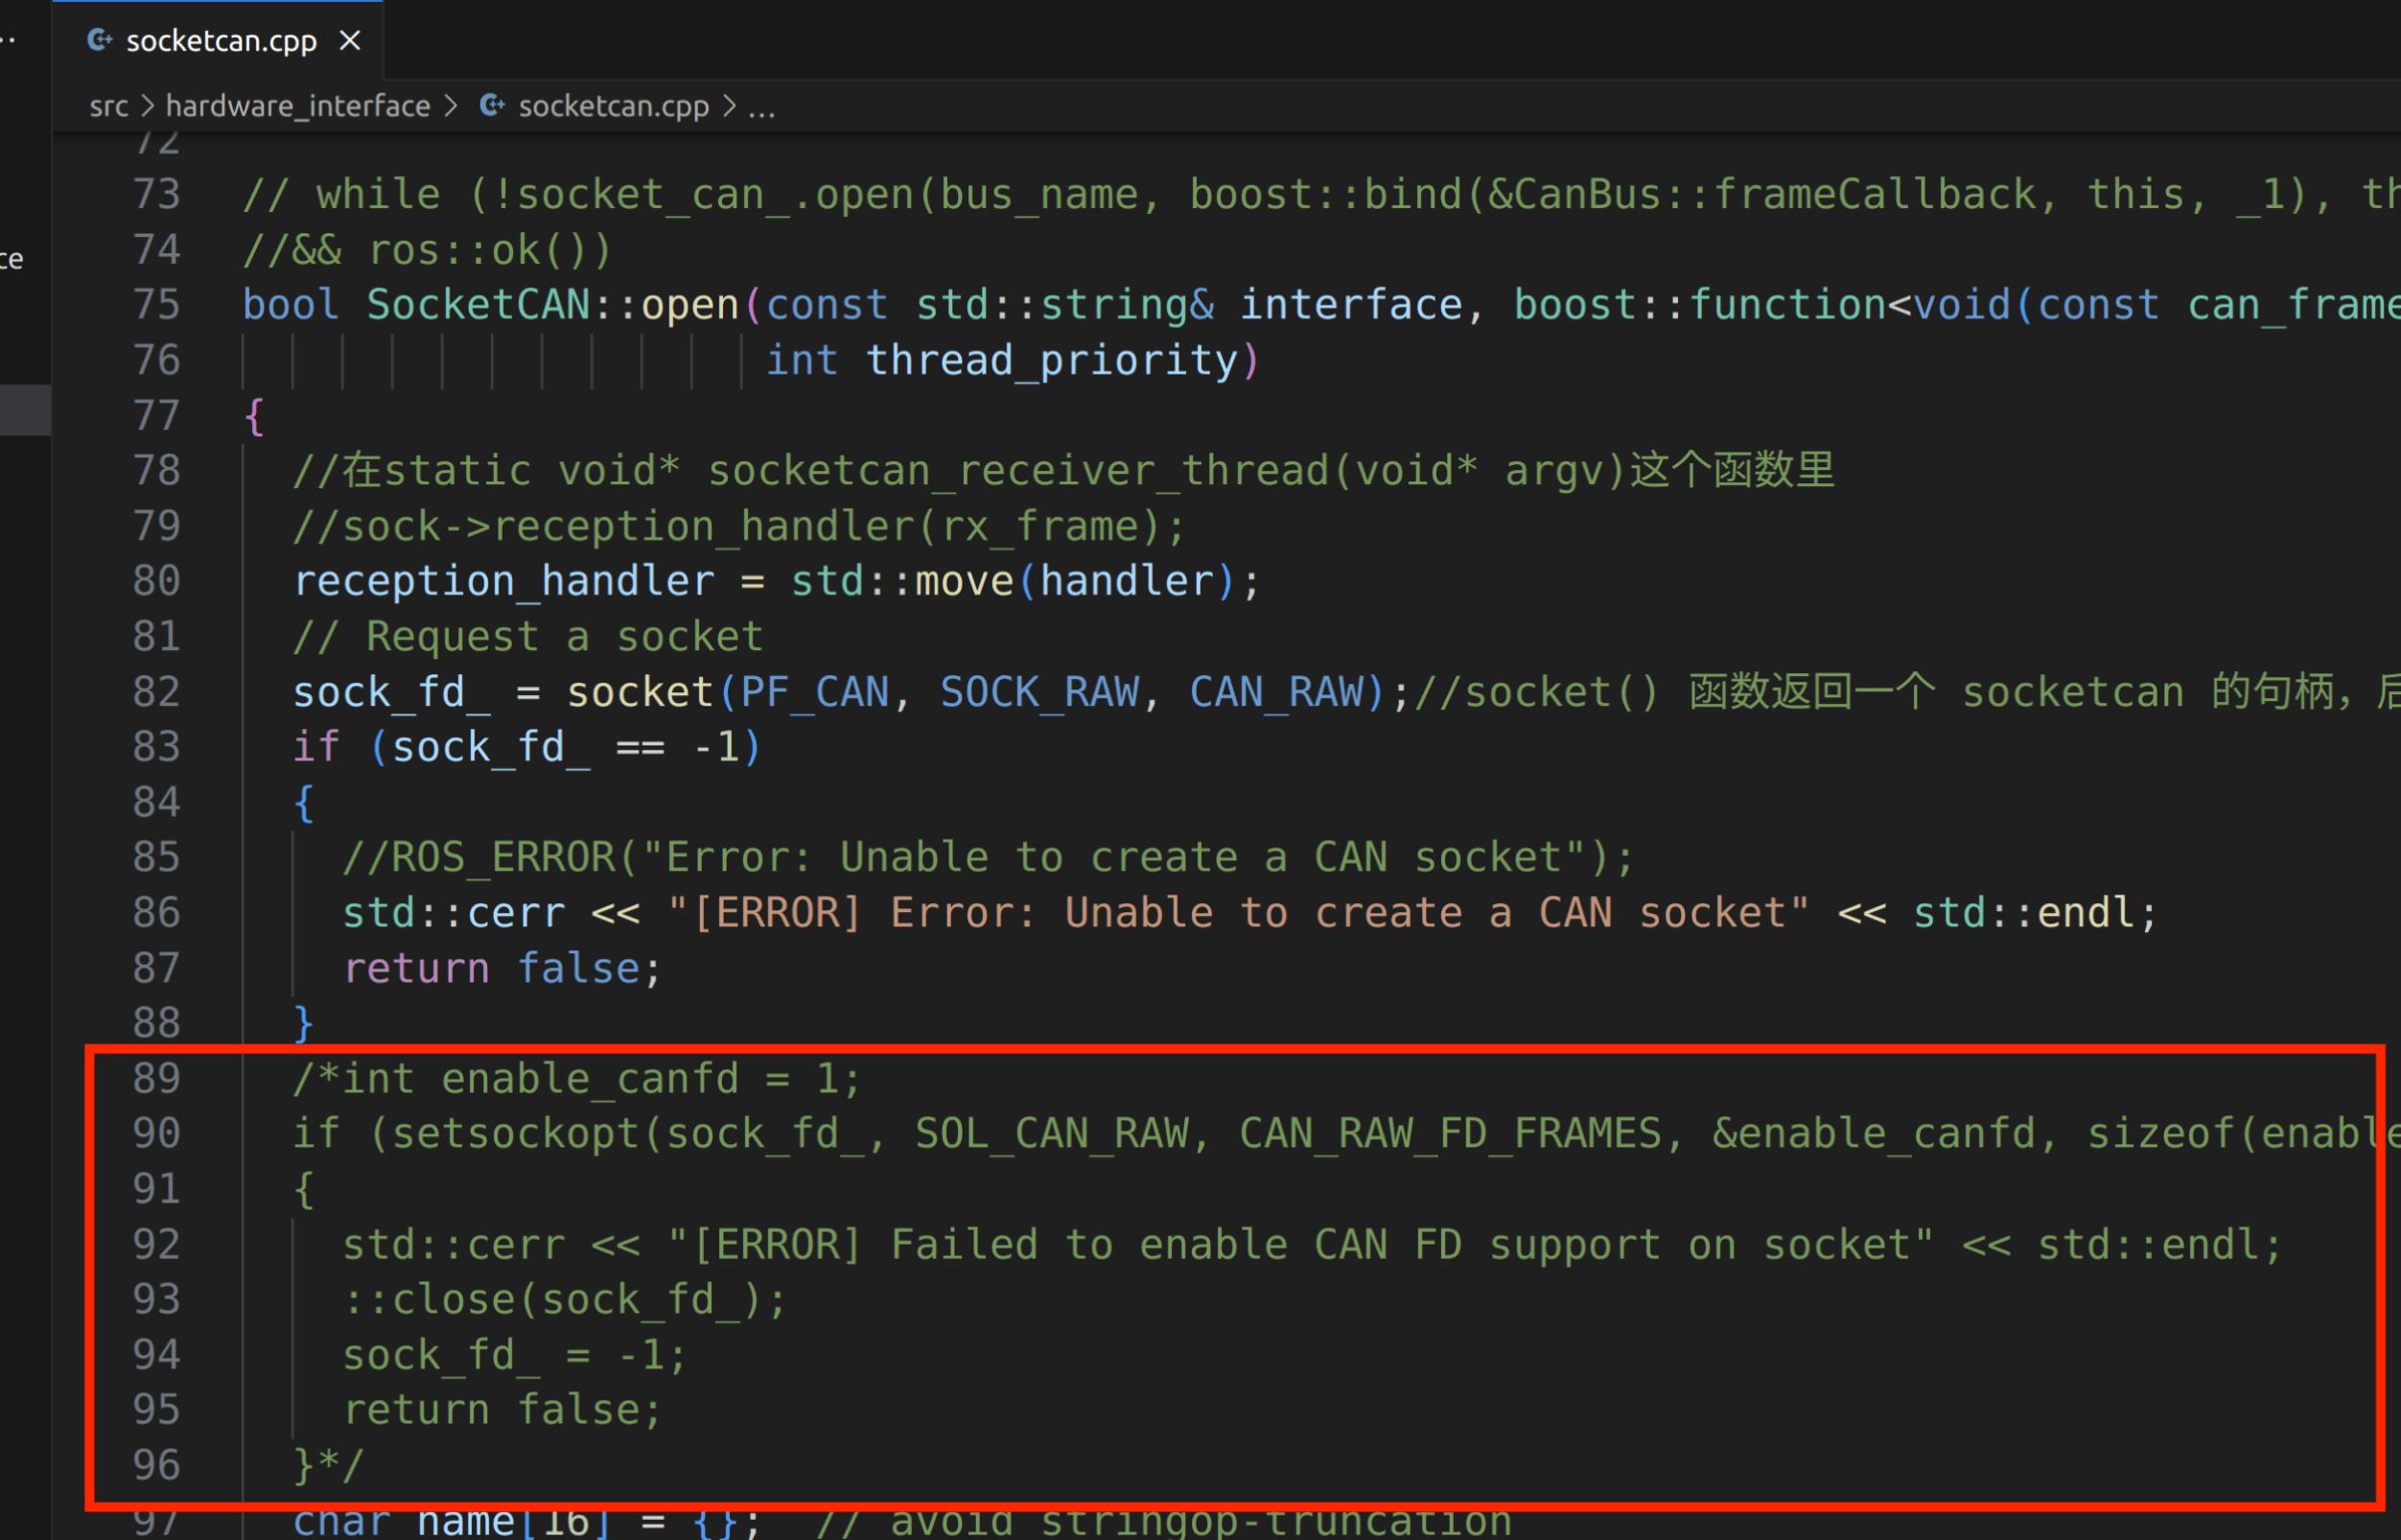 socketcan.cpp
ce
src > hardware_interface > socketcan.cpp > ...
72
73 // while (!socket_can_.open(bus_name, boost::bind(&CanBus::frameCallback, this, _1), th
74 //&& ros::ok())
75 bool SocketCAN::open(const std::string& interface, boost::function<void(const can_frame
76 int thread_priority)
77 {
78 //在static void* socketcan_receiver_thread(void* argv)这个函数里
79 //sock->reception_handler(rx_frame);
80 reception_handler = std::move(handler);
81 // Request a socket
82 sock_fd_ = socket(PF_CAN, SOCK_RAW, CAN_RAW);//socket() 函数返回一个 socketcan 的句柄，后
83 if (sock_fd_ == -1)
84 {
85 //ROS_ERROR("Error: Unable to create a CAN socket");
86 std::cerr << "[ERROR] Error: Unable to create a CAN socket" << std::endl;
87 return false;
88 }
89 /*int enable_canfd = 1;
90 if (setsockopt(sock_fd_, SOL_CAN_RAW, CAN_RAW_FD_FRAMES, &enable_canfd, sizeof(enable
91 {
92 std::cerr << "[ERROR] Failed to enable CAN FD support on socket" << std::endl;
93 ::close(sock_fd_);
94 sock_fd_ = -1;
95 return false;
96 }*/
97 char name[16] = {}; // avoid stringop-truncation